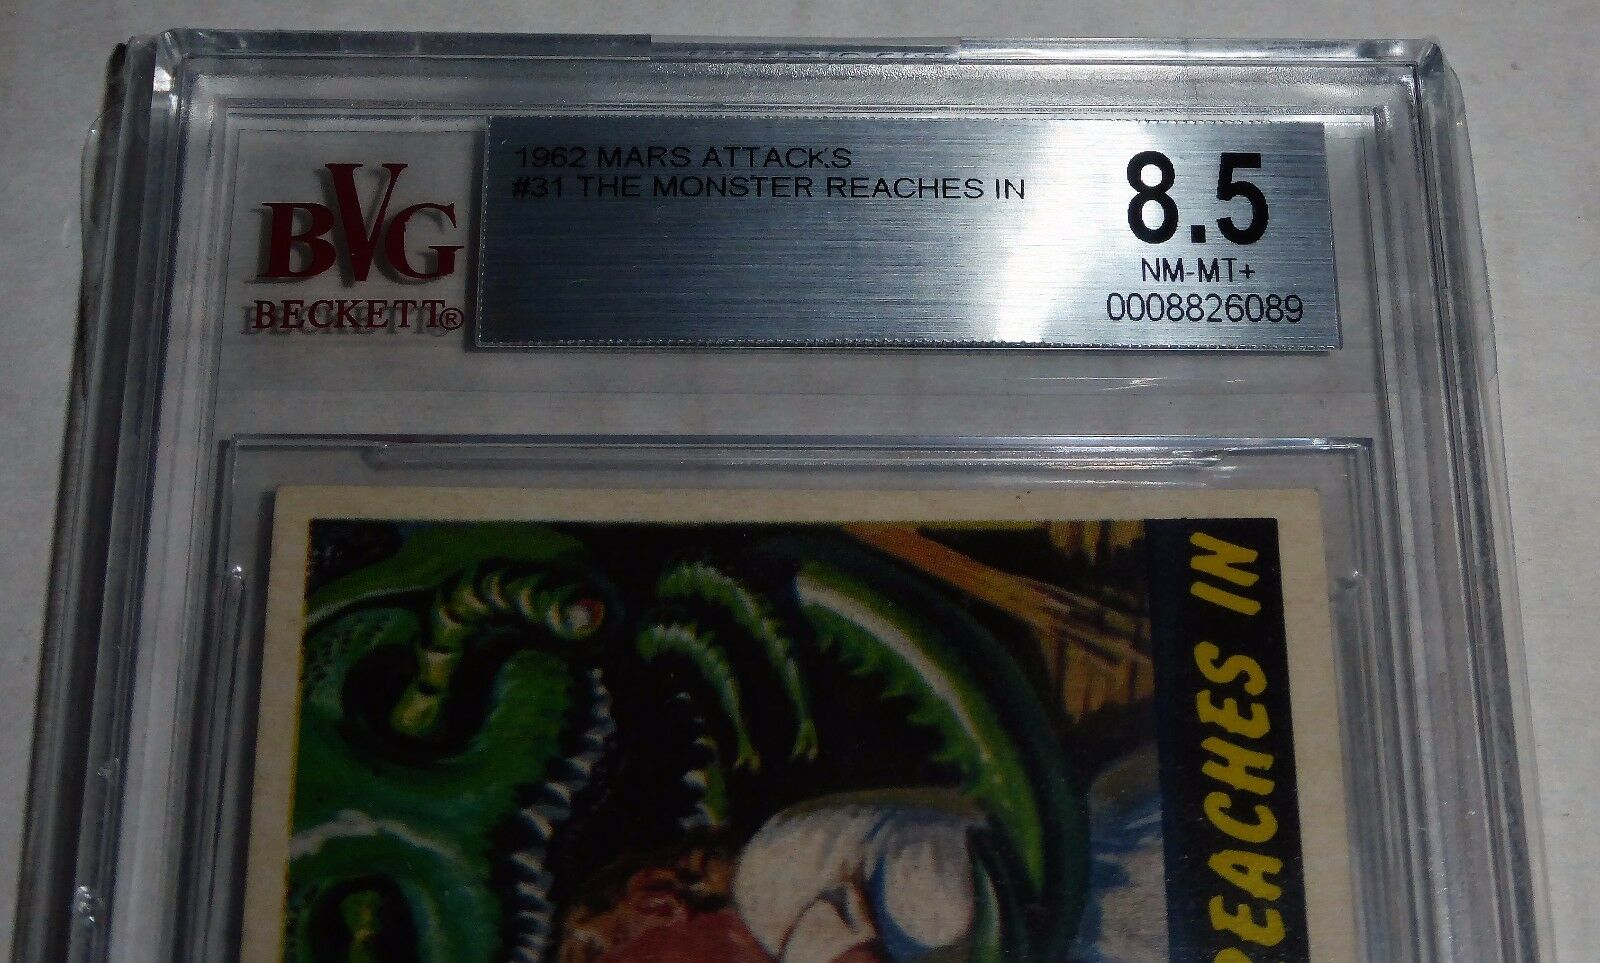 BVG
BECKETT®
1962 MARS ATTACKS
#31 THE MONSTER REACHES IN
8.5
NM-MT+
0008826089
REACHES IN